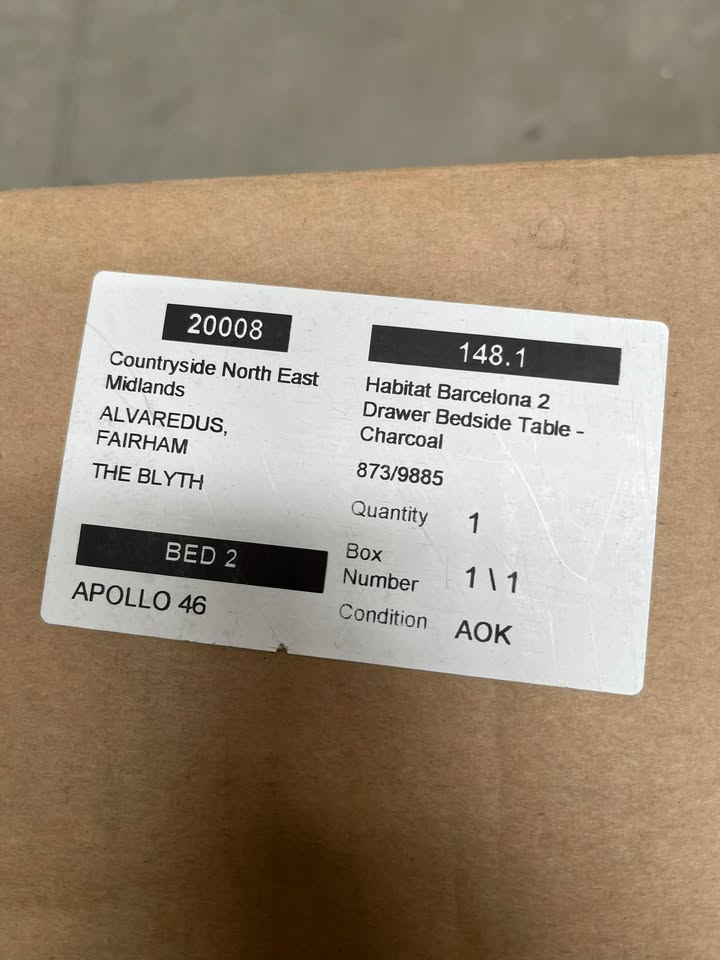 20008
Countryside North East
Midlands
ALVAREDUS,
FAIRHAM
THE BLYTH
BED 2
APOLLO 46
148.1
Habitat Barcelona 2
Drawer Bedside Table -
Charcoal
873/9885
Quantity 1
Box
Number 1 \ 1
Condition AOK